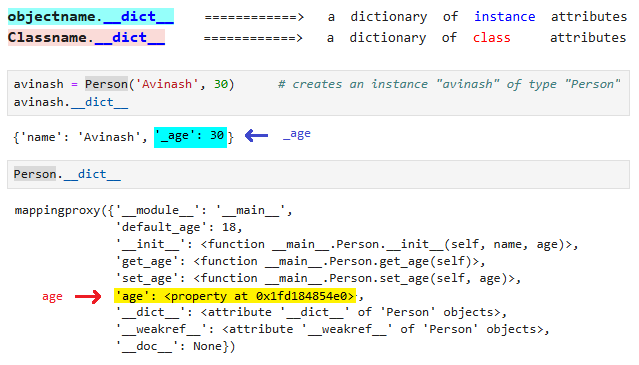 objectname.__dict__ ============> a dictionary of instance attributes
Classname.__dict__ ============> a dictionary of class attributes
avinash = Person('Avinash', 30) # creates an instance "avinash" of type "Person"
avinash.__dict__
{'name': 'Avinash', '_age': 30} _age
Person.__dict__
mappingproxy({'__module__': '__main__',
'default_age': 18,
'__init__': <function __main__.Person.__init__(self, name, age)>,
'get_age': <function __main__.Person.get_age(self)>,
'set_age': <function __main__.Person.set_age(self, age)>,
age 'age': <property at 0x1fd184854e0>,
'__dict__': <attribute '__dict__' of 'Person' objects>,
'__weakref__': <attribute '__weakref__' of 'Person' objects>,
'__doc__': None})